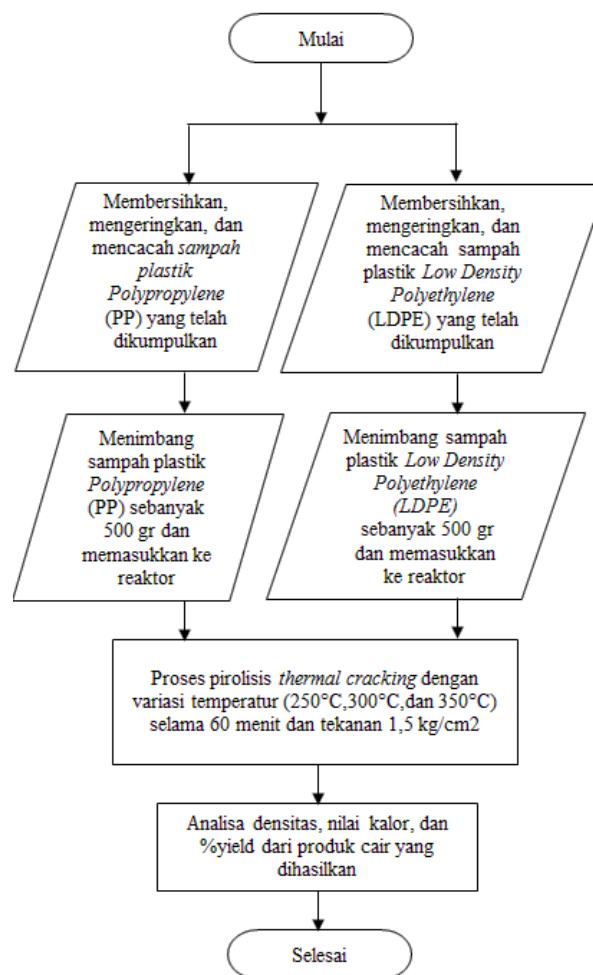 Mulai
Membersihkan,
mengeringkan, dan
mencacah sampah
plastik
Polypropylene
(PP) yang telah
dikumpulkan
Membersihkan,
mengeringkan, dan
mencacah sampah
plastik Low Density
Polyethylene
(LDPE) yang telah
dikumpulkan
Menimbang
sampah plastik
Polypropylene
(PP) sebanyak
500 gr dan
memasukkan ke
reaktor
Menimbang sampah
plastik Low Density
Polyethylene
(LDPE)
sebanyak 500 gr
dan memasukkan
ke reaktor
Proses pirolisis thermal cracking dengan
variasi temperatur (250°C,300°C,dan 350°C)
selama 60 menit dan tekanan 1,5 kg/cm2
Analisa densitas, nilai kalor, dan
%yield dari produk cair yang
dihasilkan
Selesai